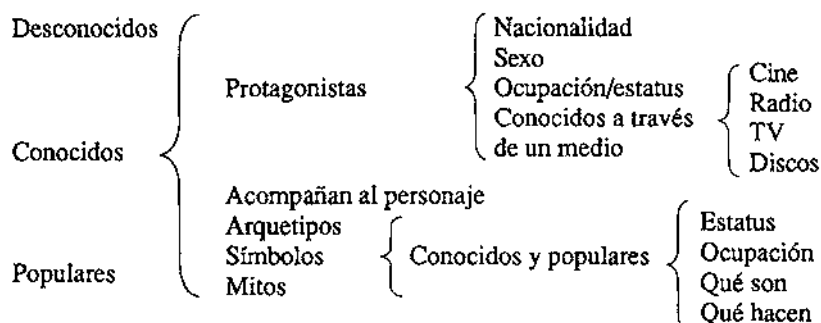 Desconocidos
Conocidos
Populares
Protagonistas
Acompañan al personaje
Arquetipos
Símbolos
Mitos
Nacionalidad
Sexo
Ocupación/estatus
Conocidos a través
de un medio
Cine
Radio
TV
Discos
Conocidos y populares
Estatus
Ocupación
Qué son
Qué hacen